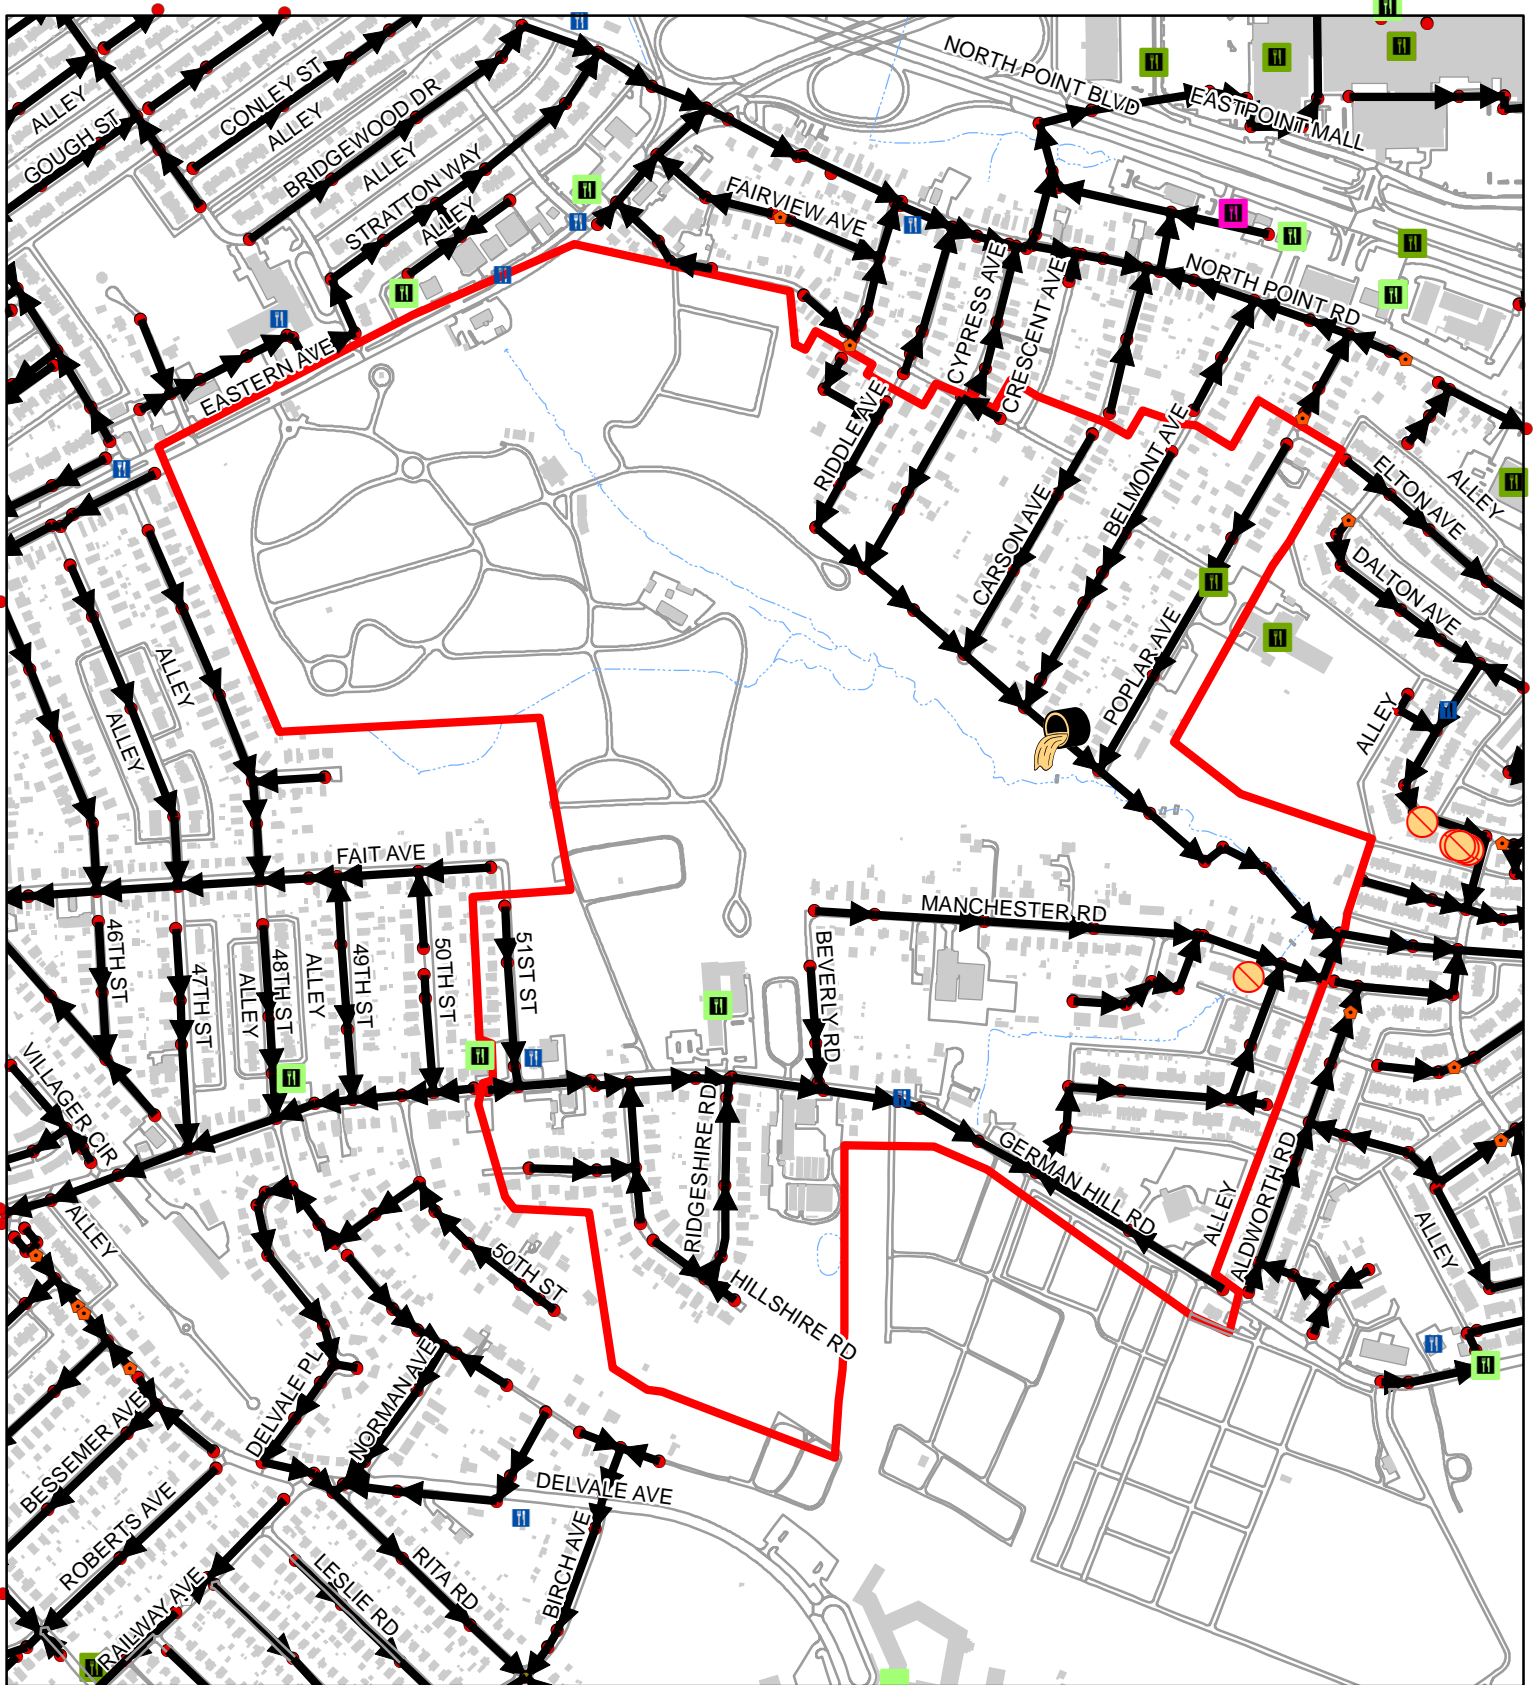 NORTH POINT BLVD
EASTPOINT MALL
ALLEY
GOUGH ST
CONLEY ST
ALLEY
BRIDGEWOOD DR
ALLEY
STRATTON WAY
ALLEY
FAIRVIEW AVE
CYPRESS AVE
CRESCENT AVE
NORTH POINT RD
EASTERN AVE
RIDDLE AVE
BELMONT AVE
CARSON AVE
POPLAR AVE
ELTON AVE
ALLEY
DALTON AVE
ALLEY
ALLEY
ALLEY
FAIT AVE
MANCHESTER RD
BEVERLY RD
46TH ST
47TH ST
ALLEY
48TH ST
ALLEY
49TH ST
50TH ST
51ST ST
VILLAGER CIR
ALLEY
RIDGESHIRE RD
GERMAN HILL RD
ALLEY
ALDWORTH RD
ALLEY
50TH ST
HILLSHIRE RD
DELVALE PL
NORMAN AVE
BESSEMER AVE
ROBERTS AVE
DELVALE AVE
BIRCH AVE
RITA RD
LESLIE RD
RAILWAY AVE